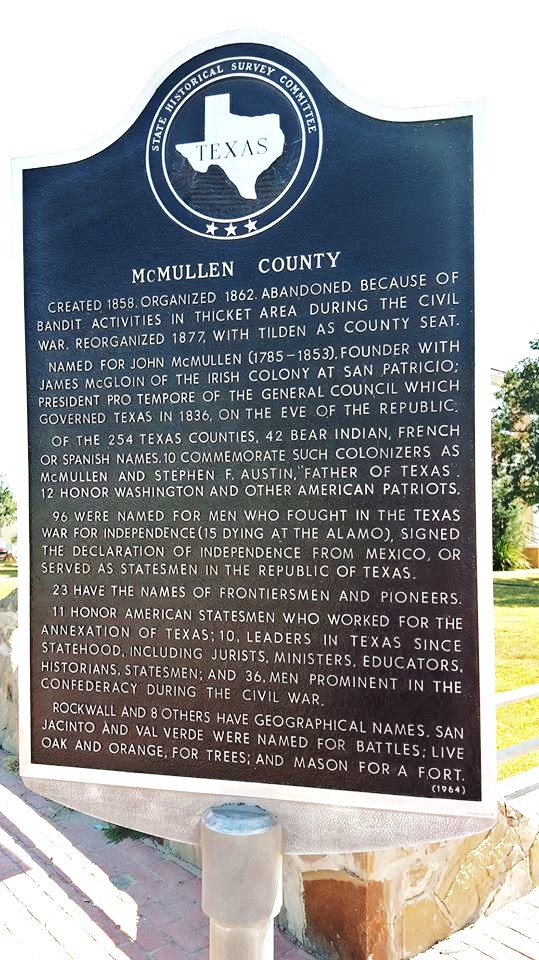 STATE HISTORICAL SURVEY COMMITTEE
TEXAS
McMULLEN COUNTY
CREATED 1858. ORGANIZED 1862. ABANDONED BECAUSE OF
BANDIT ACTIVITIES IN THICKET AREA DURING THE CIVIL
WAR. REORGANIZED 1877, WITH TILDEN AS COUNTY SEAT.
NAMED FOR JOHN McMULLEN (1785-1853), FOUNDER WITH
JAMES McGLOIN OF THE IRISH COLONY AT SAN PATRICIO;
PRESIDENT PRO TEMPORE OF THE GENERAL COUNCIL WHICH
GOVERNED TEXAS IN 1836, ON THE EVE OF THE REPUBLIC.
OF THE 254 TEXAS COUNTIES, 42 BEAR INDIAN, FRENCH
OR SPANISH NAMES. 10 COMMEMORATE SUCH COLONIZERS AS
McMULLEN AND STEPHEN F. AUSTIN, "FATHER OF TEXAS".
12 HONOR WASHINGTON AND OTHER AMERICAN PATRIOTS.
96 WERE NAMED FOR MEN WHO FOUGHT IN THE TEXAS
WAR FOR INDEPENDENCE (15 DYING AT THE ALAMO), SIGNED
THE DECLARATION OF INDEPENDENCE FROM MEXICO, OR
SERVED AS STATESMEN IN THE REPUBLIC OF TEXAS.
23 HAVE THE NAMES OF FRONTIERSMEN AND PIONEERS.
11 HONOR AMERICAN STATESMEN WHO WORKED FOR THE
ANNEXATION OF TEXAS; 10, LEADERS IN TEXAS SINCE
STATEHOOD, INCLUDING JURISTS, MINISTERS, EDUCATORS,
HISTORIANS, STATESMEN; AND 36, MEN PROMINENT IN THE
CONFEDERACY DURING THE CIVIL WAR.
ROCKWALL AND 8 OTHERS HAVE GEOGRAPHICAL NAMES. SAN
JACINTO AND VAL VERDE WERE NAMED FOR BATTLES; LIVE
OAK AND ORANGE, FOR TREES; AND MASON FOR A FORT.
(1964)